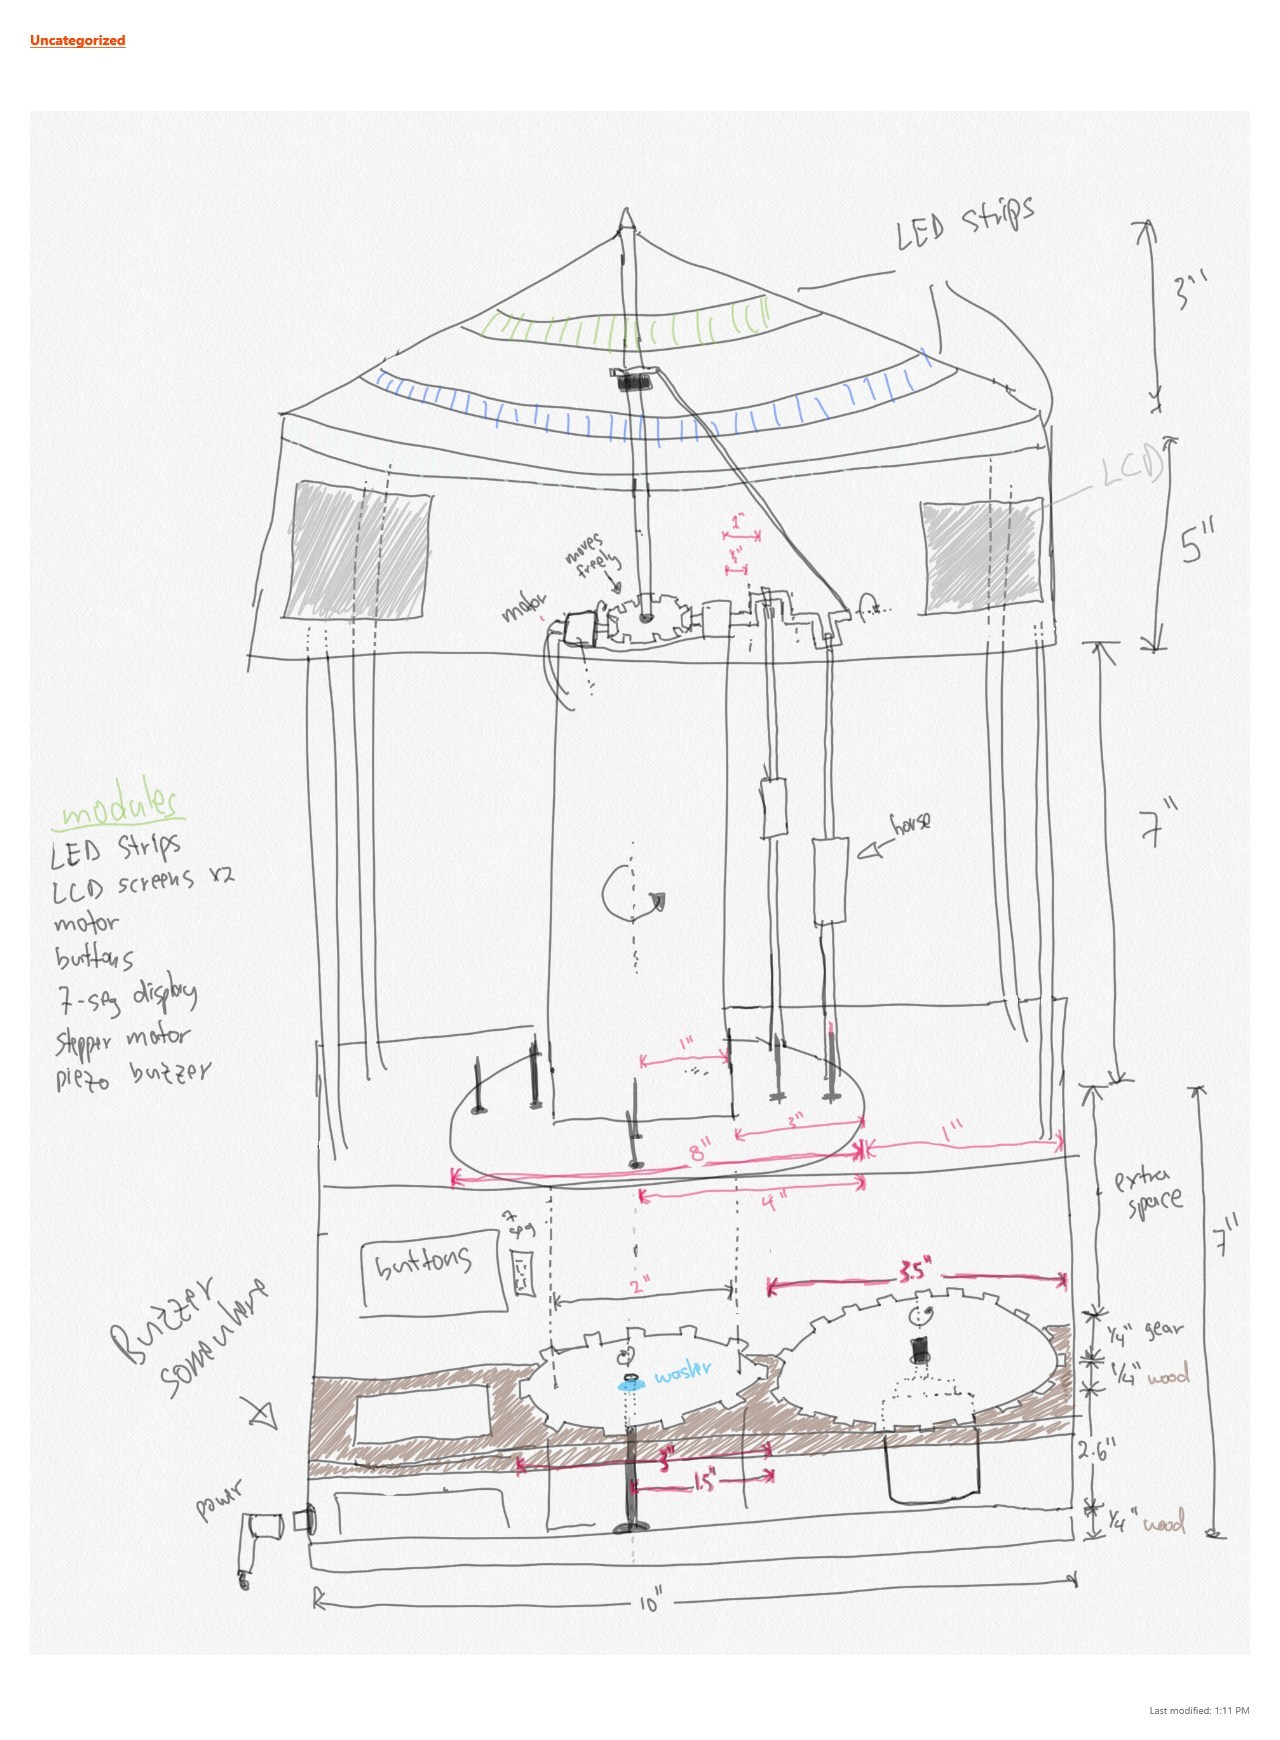 Uncategorized
LED strips
3"
LCD
1"
5"
moves
freely
motor
7"
horse
modules
LED strips
LCD screens x2
motor
buttons
7-seg display
stepper motor
piezo buzzer
1"
3"
1"
8"
4"
extra
space
7"
7
seg
buttons
2"
3.5"
Buzzer
somewhere
1/4" gear
1/4" wood
washer
2.6"
3"
1.5"
power
1/4" wood
10"
Last modified: 1:11 PM